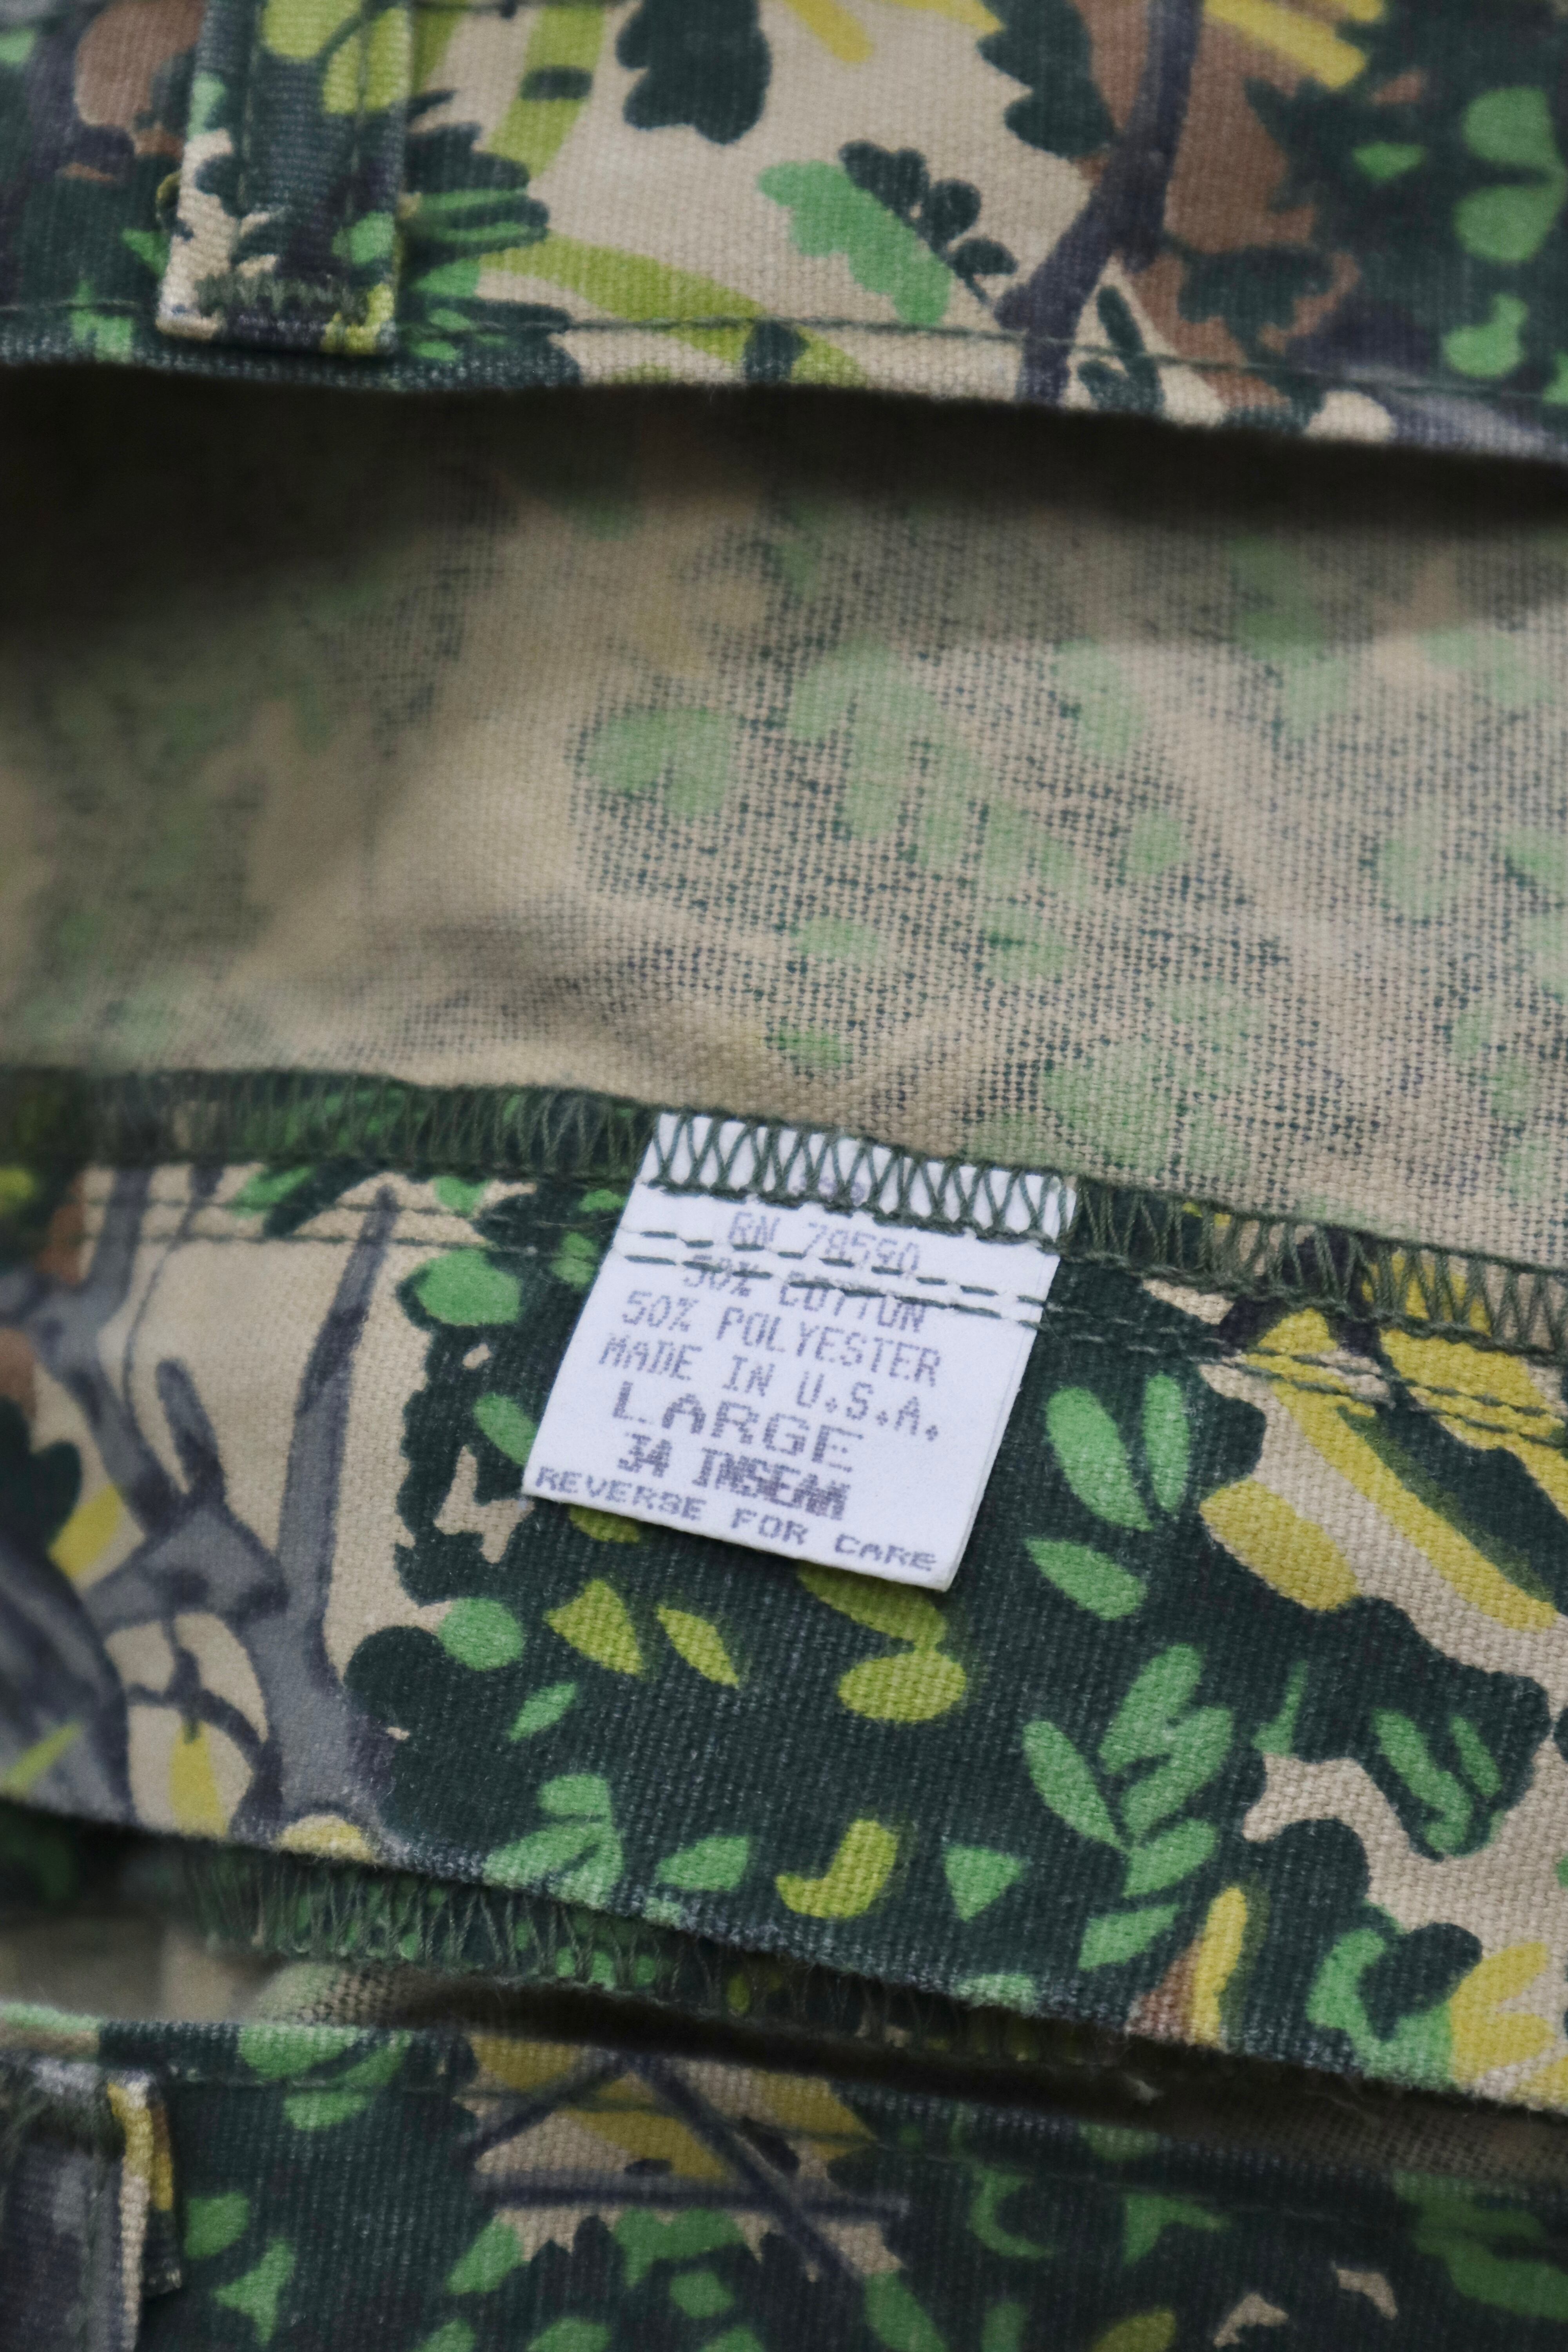 RN 78590
50% COTTON
50% POLYESTER
MADE IN U.S.A.
LARGE
34 INSEAM
REVERSE FOR CARE